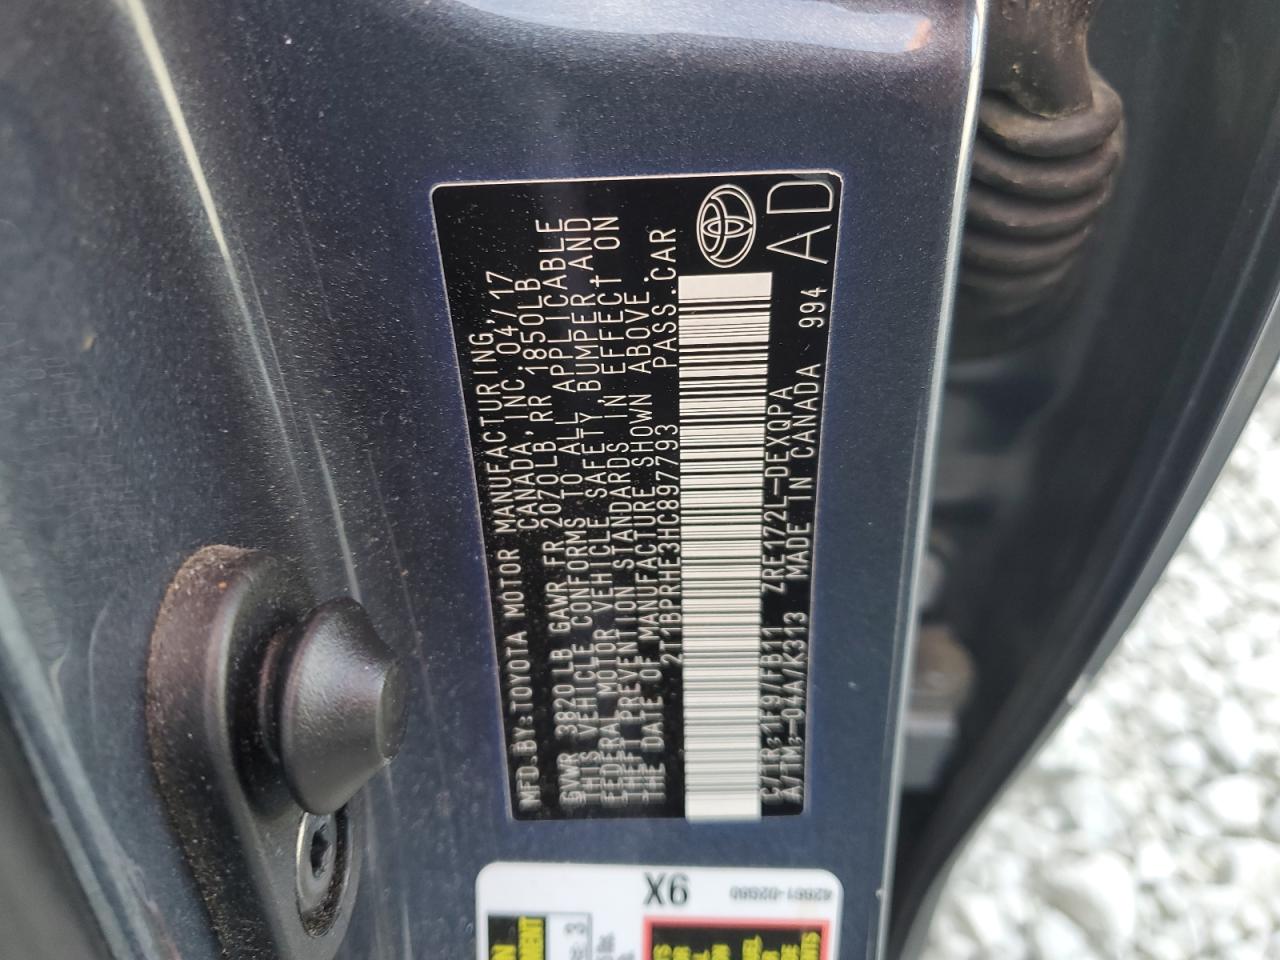 MFD.BY:TOYOTA MOTOR MANUFACTURING,
CANADA,INC. 04/17
GVWR 3820LB GAWR FR 2070LB RR 1850LB
THIS VEHICLE CONFORMS TO ALL APPLICABLE
FEDERAL MOTOR VEHICLE SAFETY, BUMPER, AND
THEFT PREVENTION STANDARDS IN EFFECT ON
THE DATE OF MANUFACTURE SHOWN ABOVE.
2T1BPRHE3HC897793 PASS.CAR
C/TR:1F9/FB11 ZRE172L-DEXQPA
A/TM:-04A/K313 MADE IN CANADA 994 AD
X6